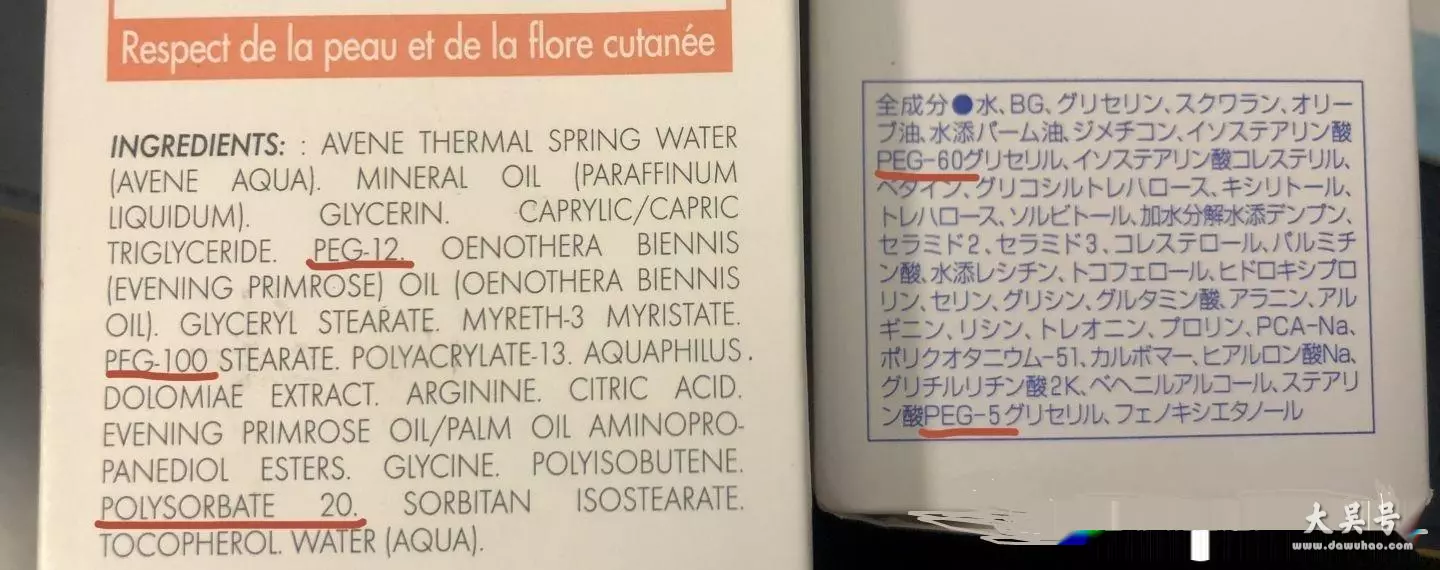 Respect de la peau et de la flore cutanée
INGREDIENTS: : AVENE THERMAL SPRING WATER
(AVENE AQUA). MINERAL OIL (PARAFFINUM
LIQUIDUM). GLYCERIN. CAPRYLIC/CAPRIC
TRIGLYCERIDE. PEG-12. OENOTHERA BIENNIS
(EVENING PRIMROSE) OIL (OENOTHERA BIENNIS
OIL). GLYCERYL STEARATE. MYRETH-3 MYRISTATE.
PEG-100 STEARATE. POLYACRYLATE-13. AQUAPHILUS
DOLOMIAE EXTRACT. ARGININE. CITRIC ACID.
EVENING PRIMROSE OIL/PALM OIL AMINOPRO-
PANEDIOL ESTERS. GLYCINE. POLYISOBUTENE.
POLYSORBATE 20. SORBITAN ISOSTEARATE.
TOCOPHEROL. WATER (AQUA).
全成分●水、BG、グリセリン、スクワラン、オリー
ブ油、水添パーム油、ジメチコン、イソステアリン酸
PEG-60グリセリル、イソステアリン酸コレステリル、
ベタイン、グリコシルトレハロース、キシリトール、
トレハロース、ソルビトール、加水分解水添デンプン、
セラミド2、セラミド3、コレステロール、パルミチ
ン酸、水添レシチン、トコフェロール、ヒドロキシプロ
リン、セリン、グリシン、グルタミン酸、アラニン、アル
ギニン、リシン、トレオニン、プロリン、PCA-Na、
ポリクオタニウム-51、カルボマー、ヒアルロン酸Na、
グリチルリチン酸2K、ベヘニルアルコール、ステアリ
ン酸PEG-5グリセリル、フェノキシエタノール
大吴号
www.dawuhao.com